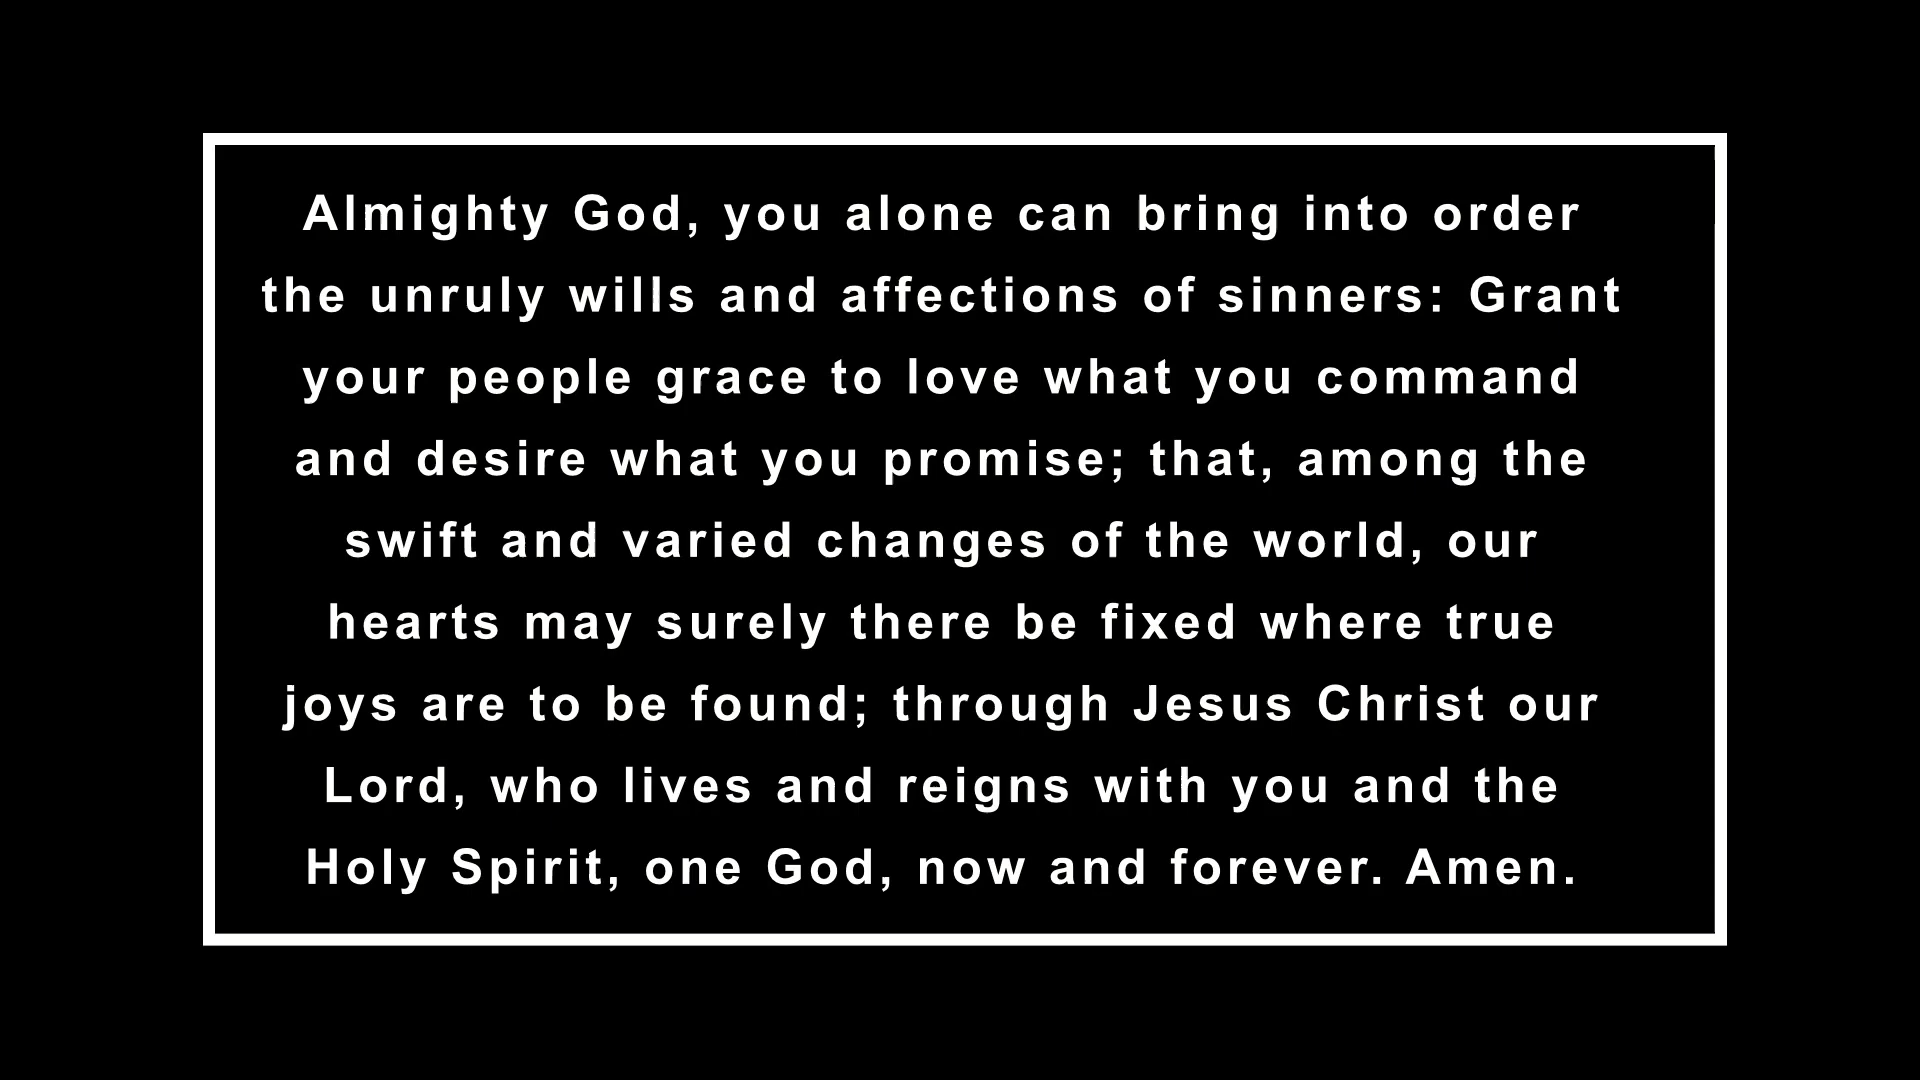 Almighty God, you alone can bring into order
the unruly wills and affections of sinners: Grant
your people grace to love what you command
and desire what you promise; that, among the
swift and varied changes of the world, our
hearts may surely there be fixed where true
joys are to be found; through Jesus Christ our
Lord, who lives and reigns with you and the
Holy Spirit, one God, now and forever. Amen.